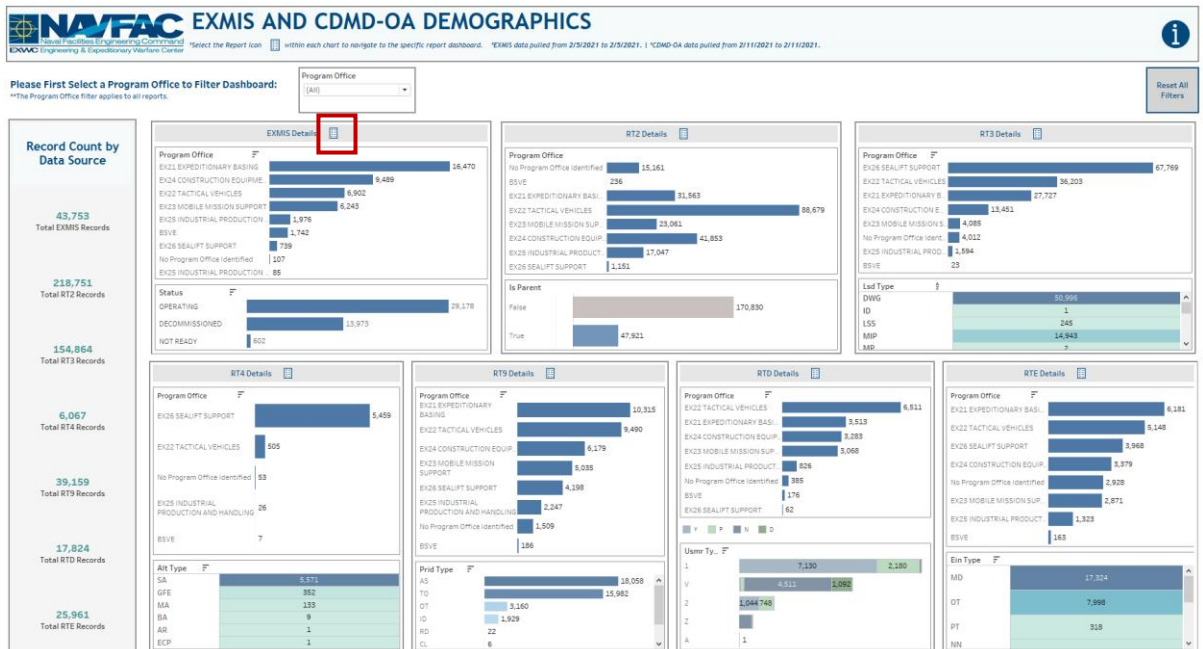 NAVFAC
Naval Facilities Engineering Command
EXWC Engineering & Expeditionary Warfare Center
EXMIS AND CDMD-OA DEMOGRAPHICS
*Select the Report icon within each chart to navigate to the specific report dashboard. *EXMIS data pulled from 2/5/2021 to 2/5/2021. | *CDMD-OA data pulled from 2/11/2021 to 2/11/2021.
i
Please First Select a Program Office to Filter Dashboard:
**The Program Office filter applies to all reports.
Program Office
(All)
Reset All
Filters
Record Count by
Data Source
43,753
Total EXMIS Records
218,751
Total RT2 Records
154,864
Total RT3 Records
6,067
Total RT4 Records
39,159
Total RT9 Records
17,824
Total RTD Records
25,961
Total RTE Records
EXMIS Details
Program Office
EX21 EXPEDITIONARY BASING 16,470
EX24 CONSTRUCTION EQUIPME.. 9,489
EX22 TACTICAL VEHICLES 6,902
EX23 MOBILE MISSION SUPPORT 6,243
EX25 INDUSTRIAL PRODUCTION .. 1,976
BSVE 1,742
EX26 SEALIFT SUPPORT 739
No Program Office Identified 107
EX25 INDUSTRIAL PRODUCTION .. 85
Status
OPERATING 29,178
DECOMMISSIONED 13,973
NOT READY 602
RT2 Details
Program Office
No Program Office Identified 15,161
BSVE 236
EX21 EXPEDITIONARY BASI.. 31,563
EX22 TACTICAL VEHICLES 88,679
EX23 MOBILE MISSION SUP.. 23,061
EX24 CONSTRUCTION EQUIP.. 41,853
EX25 INDUSTRIAL PRODUCT.. 17,047
EX26 SEALIFT SUPPORT 1,151
Is Parent
False 170,830
True 47,921
RT3 Details
Program Office
EX26 SEALIFT SUPPORT 67,769
EX22 TACTICAL VEHICLES 36,203
EX21 EXPEDITIONARY B.. 27,727
EX24 CONSTRUCTION E.. 13,451
EX23 MOBILE MISSION S.. 4,085
No Program Office Ident.. 4,012
EX25 INDUSTRIAL PROD.. 1,594
BSVE 23
Lsd Type
DWG 50,996
ID 1
LSS 245
MIP 14,943
MP 2
RT4 Details
Program Office
EX26 SEALIFT SUPPORT 5,459
EX22 TACTICAL VEHICLES 505
No Program Office Identified 53
EX25 INDUSTRIAL
PRODUCTION AND HANDLING 26
BSVE 7
Alt Type
SA 5,571
GFE 352
MA 133
BA 9
AR 1
ECP 1
RT9 Details
Program Office
EX21 EXPEDITIONARY
BASING 10,315
EX22 TACTICAL VEHICLES 9,490
EX24 CONSTRUCTION EQUIP.. 6,179
EX23 MOBILE MISSION
SUPPORT 5,035
EX26 SEALIFT SUPPORT 4,198
EX25 INDUSTRIAL
PRODUCTION AND HANDLING 2,247
No Program Office Identified 1,509
BSVE 186
Prid Type
AS 18,058
TO 15,982
OT 3,160
ID 1,929
RD 22
CL 6
RTD Details
Program Office
EX22 TACTICAL VEHICLES 6,511
EX21 EXPEDITIONARY BASI.. 3,513
EX24 CONSTRUCTION EQUIP.. 3,283
EX23 MOBILE MISSION SUP.. 3,068
EX25 INDUSTRIAL PRODUCT.. 826
No Program Office Identified 385
BSVE 176
EX26 SEALIFT SUPPORT 62
Y P N D
Usmr Ty..
1 7,130 2,180
V 4,511 1,092
2 1,044 748
Z
A 1
RTE Details
Program Office
EX21 EXPEDITIONARY BASI.. 6,181
EX22 TACTICAL VEHICLES 5,148
EX26 SEALIFT SUPPORT 3,968
EX24 CONSTRUCTION EQUIP.. 3,379
No Program Office Identified 2,928
EX23 MOBILE MISSION SUP.. 2,871
EX25 INDUSTRIAL PRODUCT.. 1,323
BSVE 163
Ein Type
MD 17,324
OT 7,998
PT 318
NN